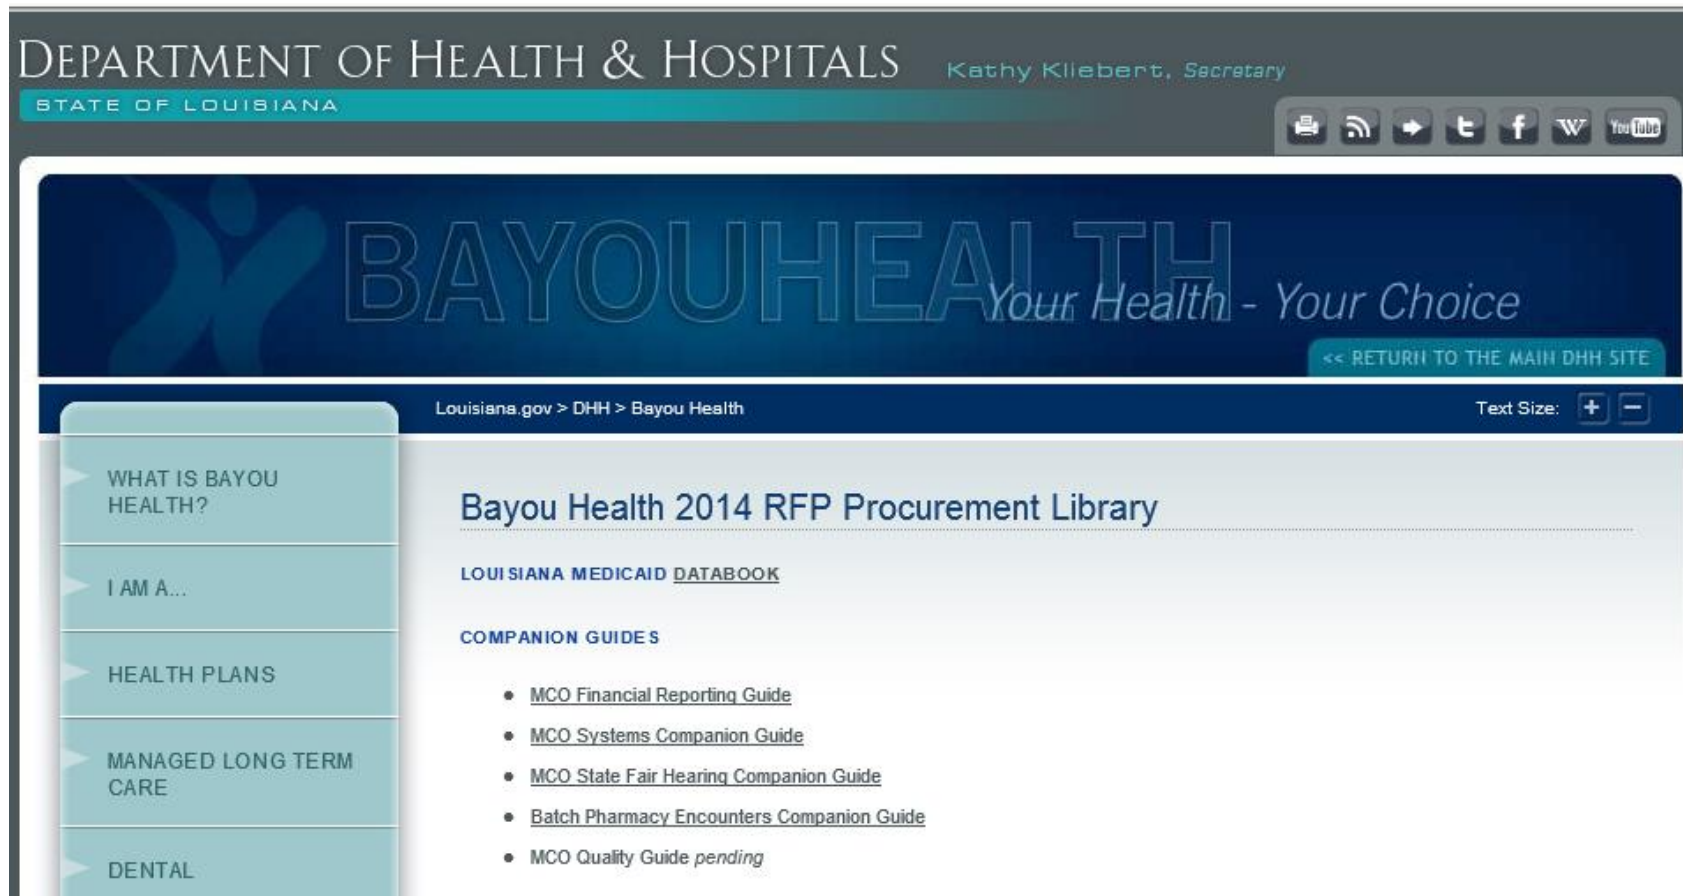 DEPARTMENT OF HEALTH & HOSPITALS
Kathy Kliebert, Secretary
STATE OF LOUISIANA
You Tube
BAYOUHEALTH
Your Health - Your Choice
<< RETURN TO THE MAIN DHH SITE
Louisiana.gov > DHH > Bayou Health
Text Size: + −
WHAT IS BAYOU
HEALTH?
I AM A...
HEALTH PLANS
MANAGED LONG TERM
CARE
DENTAL
Bayou Health 2014 RFP Procurement Library
LOUISIANA MEDICAID DATABOOK
COMPANION GUIDES
• MCO Financial Reporting Guide
• MCO Systems Companion Guide
• MCO State Fair Hearing Companion Guide
• Batch Pharmacy Encounters Companion Guide
• MCO Quality Guide pending